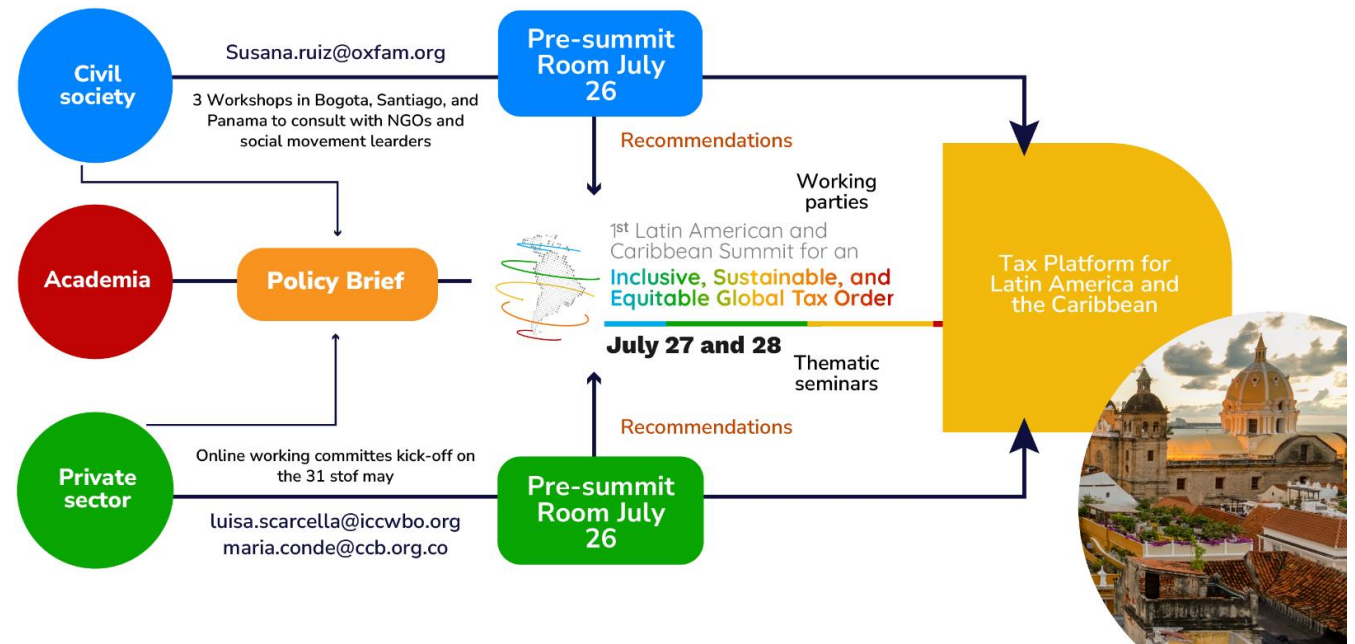 Civil
society
Susana.ruiz@oxfam.org
3 Workshops in Bogota, Santiago, and
Panama to consult with NGOs and
social movement learders
Pre-summit
Room July
26
Recommendations
Working
parties
Academia
Policy Brief
1st Latin American and
Caribbean Summit for an
Inclusive, Sustainable, and
Equitable Global Tax Order
July 27 and 28
Thematic
seminars
Tax Platform for
Latin America and
the Caribbean
Recommendations
Private
sector
Online working committes kick-off on
the 31 stof may
luisa.scarcella@iccwbo.org
maria.conde@ccb.org.co
Pre-summit
Room July
26